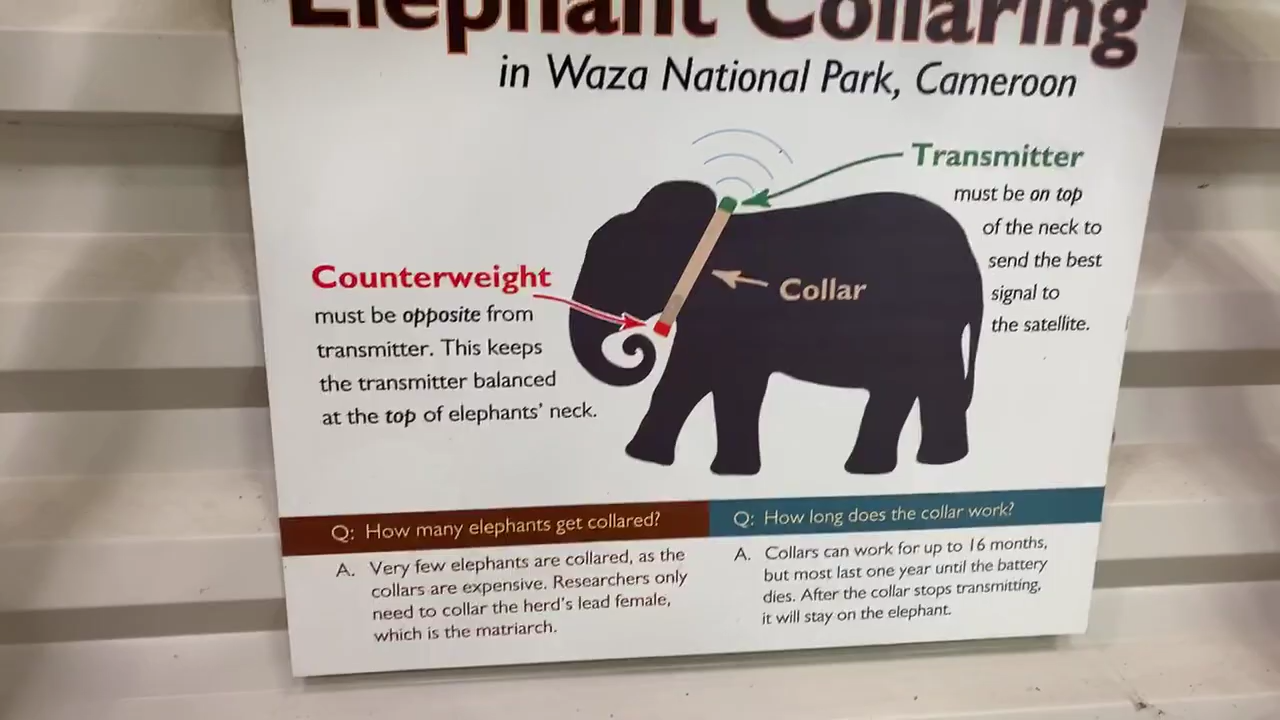 Elephant Collaring
in Waza National Park, Cameroon
Transmitter
must be on top
of the neck to
send the best
signal to
the satellite.
Counterweight
must be opposite from
transmitter. This keeps
the transmitter balanced
at the top of elephants' neck.
Collar
Q: How many elephants get collared?
A. Very few elephants are collared, as the
collars are expensive. Researchers only
need to collar the herd's lead female,
which is the matriarch.
Q: How long does the collar work?
A. Collars can work for up to 16 months,
but most last one year until the battery
dies. After the collar stops transmitting,
it will stay on the elephant.